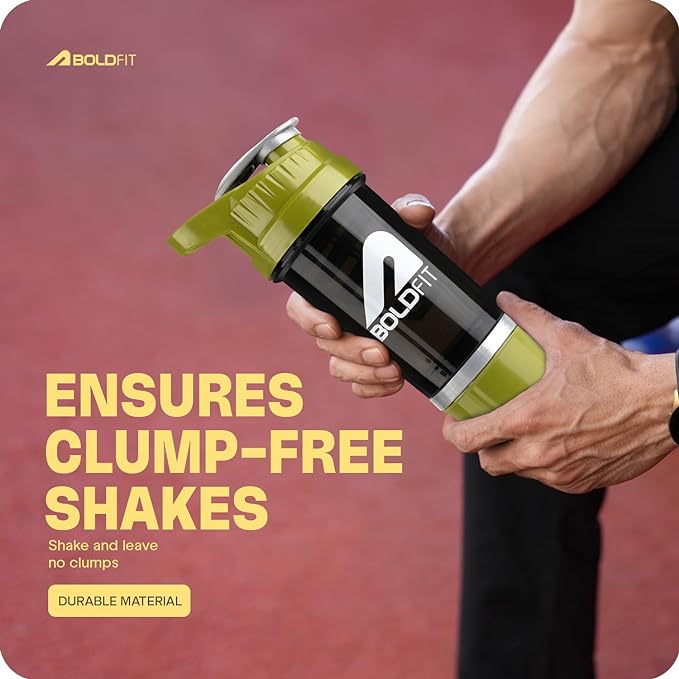 BOLDFIT
BOLDFIT
ENSURES
CLUMP-FREE
SHAKES
Shake and leave
no clumps
DURABLE MATERIAL